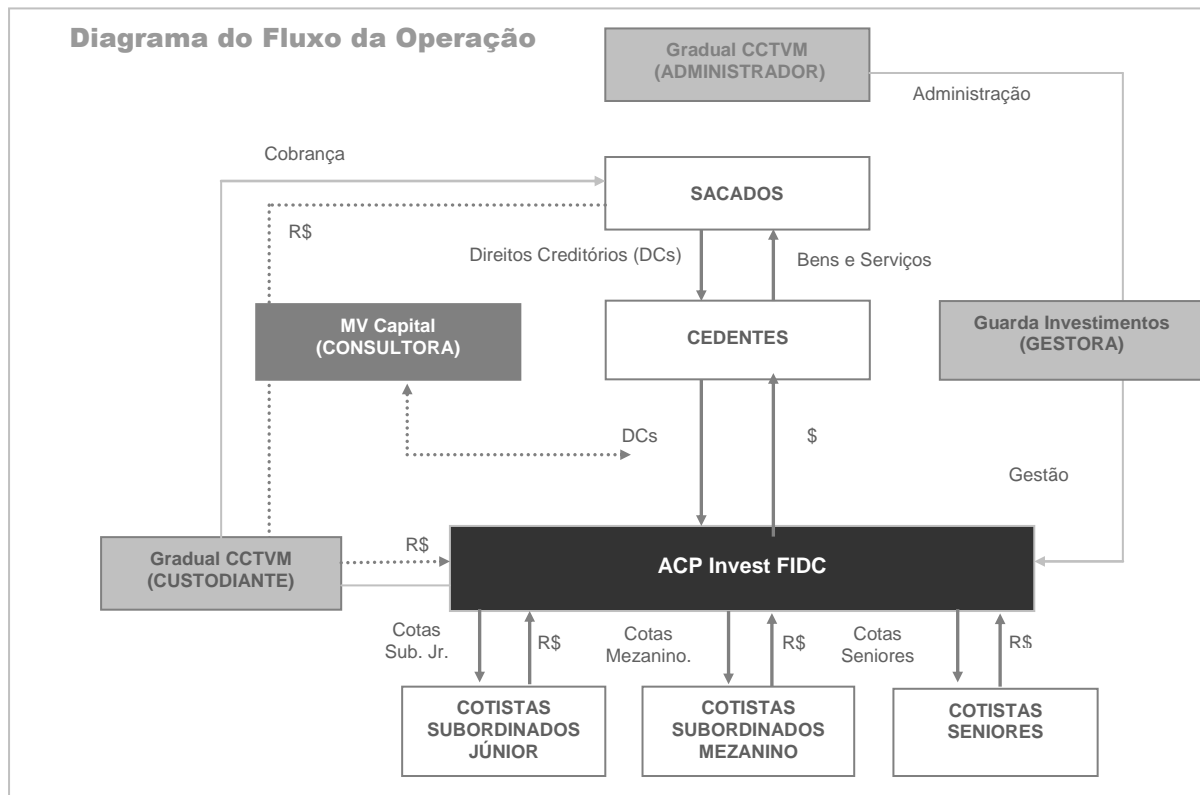 Diagrama do Fluxo da Operação
Gradual CCTVM
(ADMINISTRADOR)
Administração
Cobrança
SACADOS
R$
Direitos Creditórios (DCs)
Bens e Serviços
MV Capital
(CONSULTORA)
CEDENTES
Guarda Investimentos
(GESTORA)
DCs
$
Gestão
Gradual CCTVM
(CUSTODIANTE)
R$
ACP Invest FIDC
Cotas
Sub. Jr.
R$
Cotas
Mezanino.
R$
Cotas
Seniores
R$
COTISTAS
SUBORDINADOS
JÚNIOR
COTISTAS
SUBORDINADOS
MEZANINO
COTISTAS
SENIORES